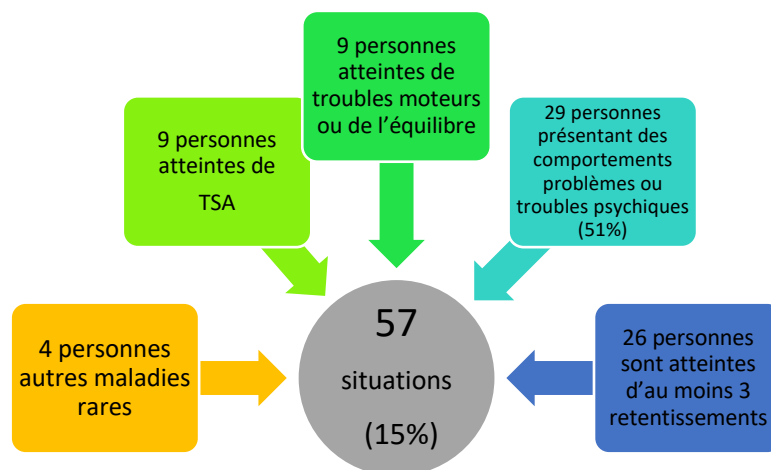 9 personnes
atteintes de
troubles moteurs
ou de l'équilibre
9 personnes
atteintes de
TSA
29 personnes
présentant des
comportements
problèmes ou
troubles psychiques
(51%)
4 personnes
autres maladies
rares
57
situations
(15%)
26 personnes
sont atteintes
d'au moins 3
retentissements